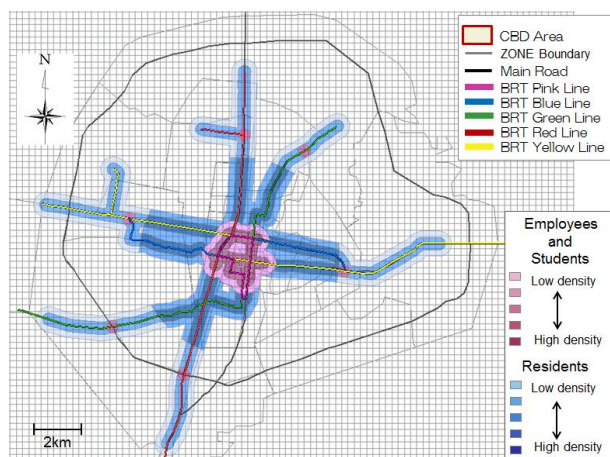 N
CBD Area
ZONE Boundary
Main Road
BRT Pink Line
BRT Blue Line
BRT Green Line
BRT Red Line
BRT Yellow Line
Employees
and
Students
Low density
High density
Residents
Low density
High density
2km